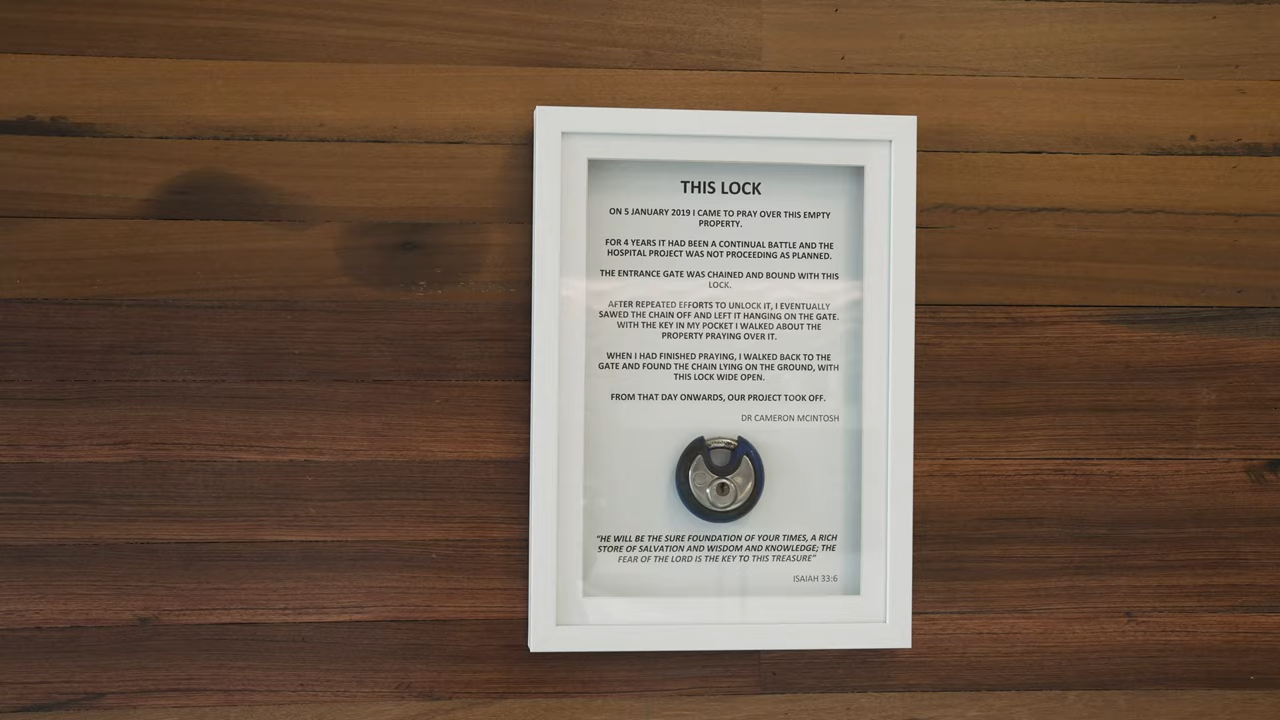 THIS LOCK
ON 5 JANUARY 2019 I CAME TO PRAY OVER THIS EMPTY
PROPERTY.
FOR 4 YEARS IT HAD BEEN A CONTINUAL BATTLE AND THE
HOSPITAL PROJECT WAS NOT PROCEEDING AS PLANNED.
THE ENTRANCE GATE WAS CHAINED AND BOUND WITH THIS
LOCK.
AFTER REPEATED EFFORTS TO UNLOCK IT, I EVENTUALLY
SAWED THE CHAIN OFF AND LEFT IT HANGING ON THE GATE.
WITH THE KEY IN MY POCKET I WALKED ABOUT THE
PROPERTY PRAYING OVER IT.
WHEN I HAD FINISHED PRAYING, I WALKED BACK TO THE
GATE AND FOUND THE CHAIN LYING ON THE GROUND, WITH
THIS LOCK WIDE OPEN.
FROM THAT DAY ONWARDS, OUR PROJECT TOOK OFF.
DR CAMERON MCINTOSH
"HE WILL BE THE SURE FOUNDATION OF YOUR TIMES, A RICH
STORE OF SALVATION AND WISDOM AND KNOWLEDGE; THE
FEAR OF THE LORD IS THE KEY TO THIS TREASURE"
ISAIAH 33:6